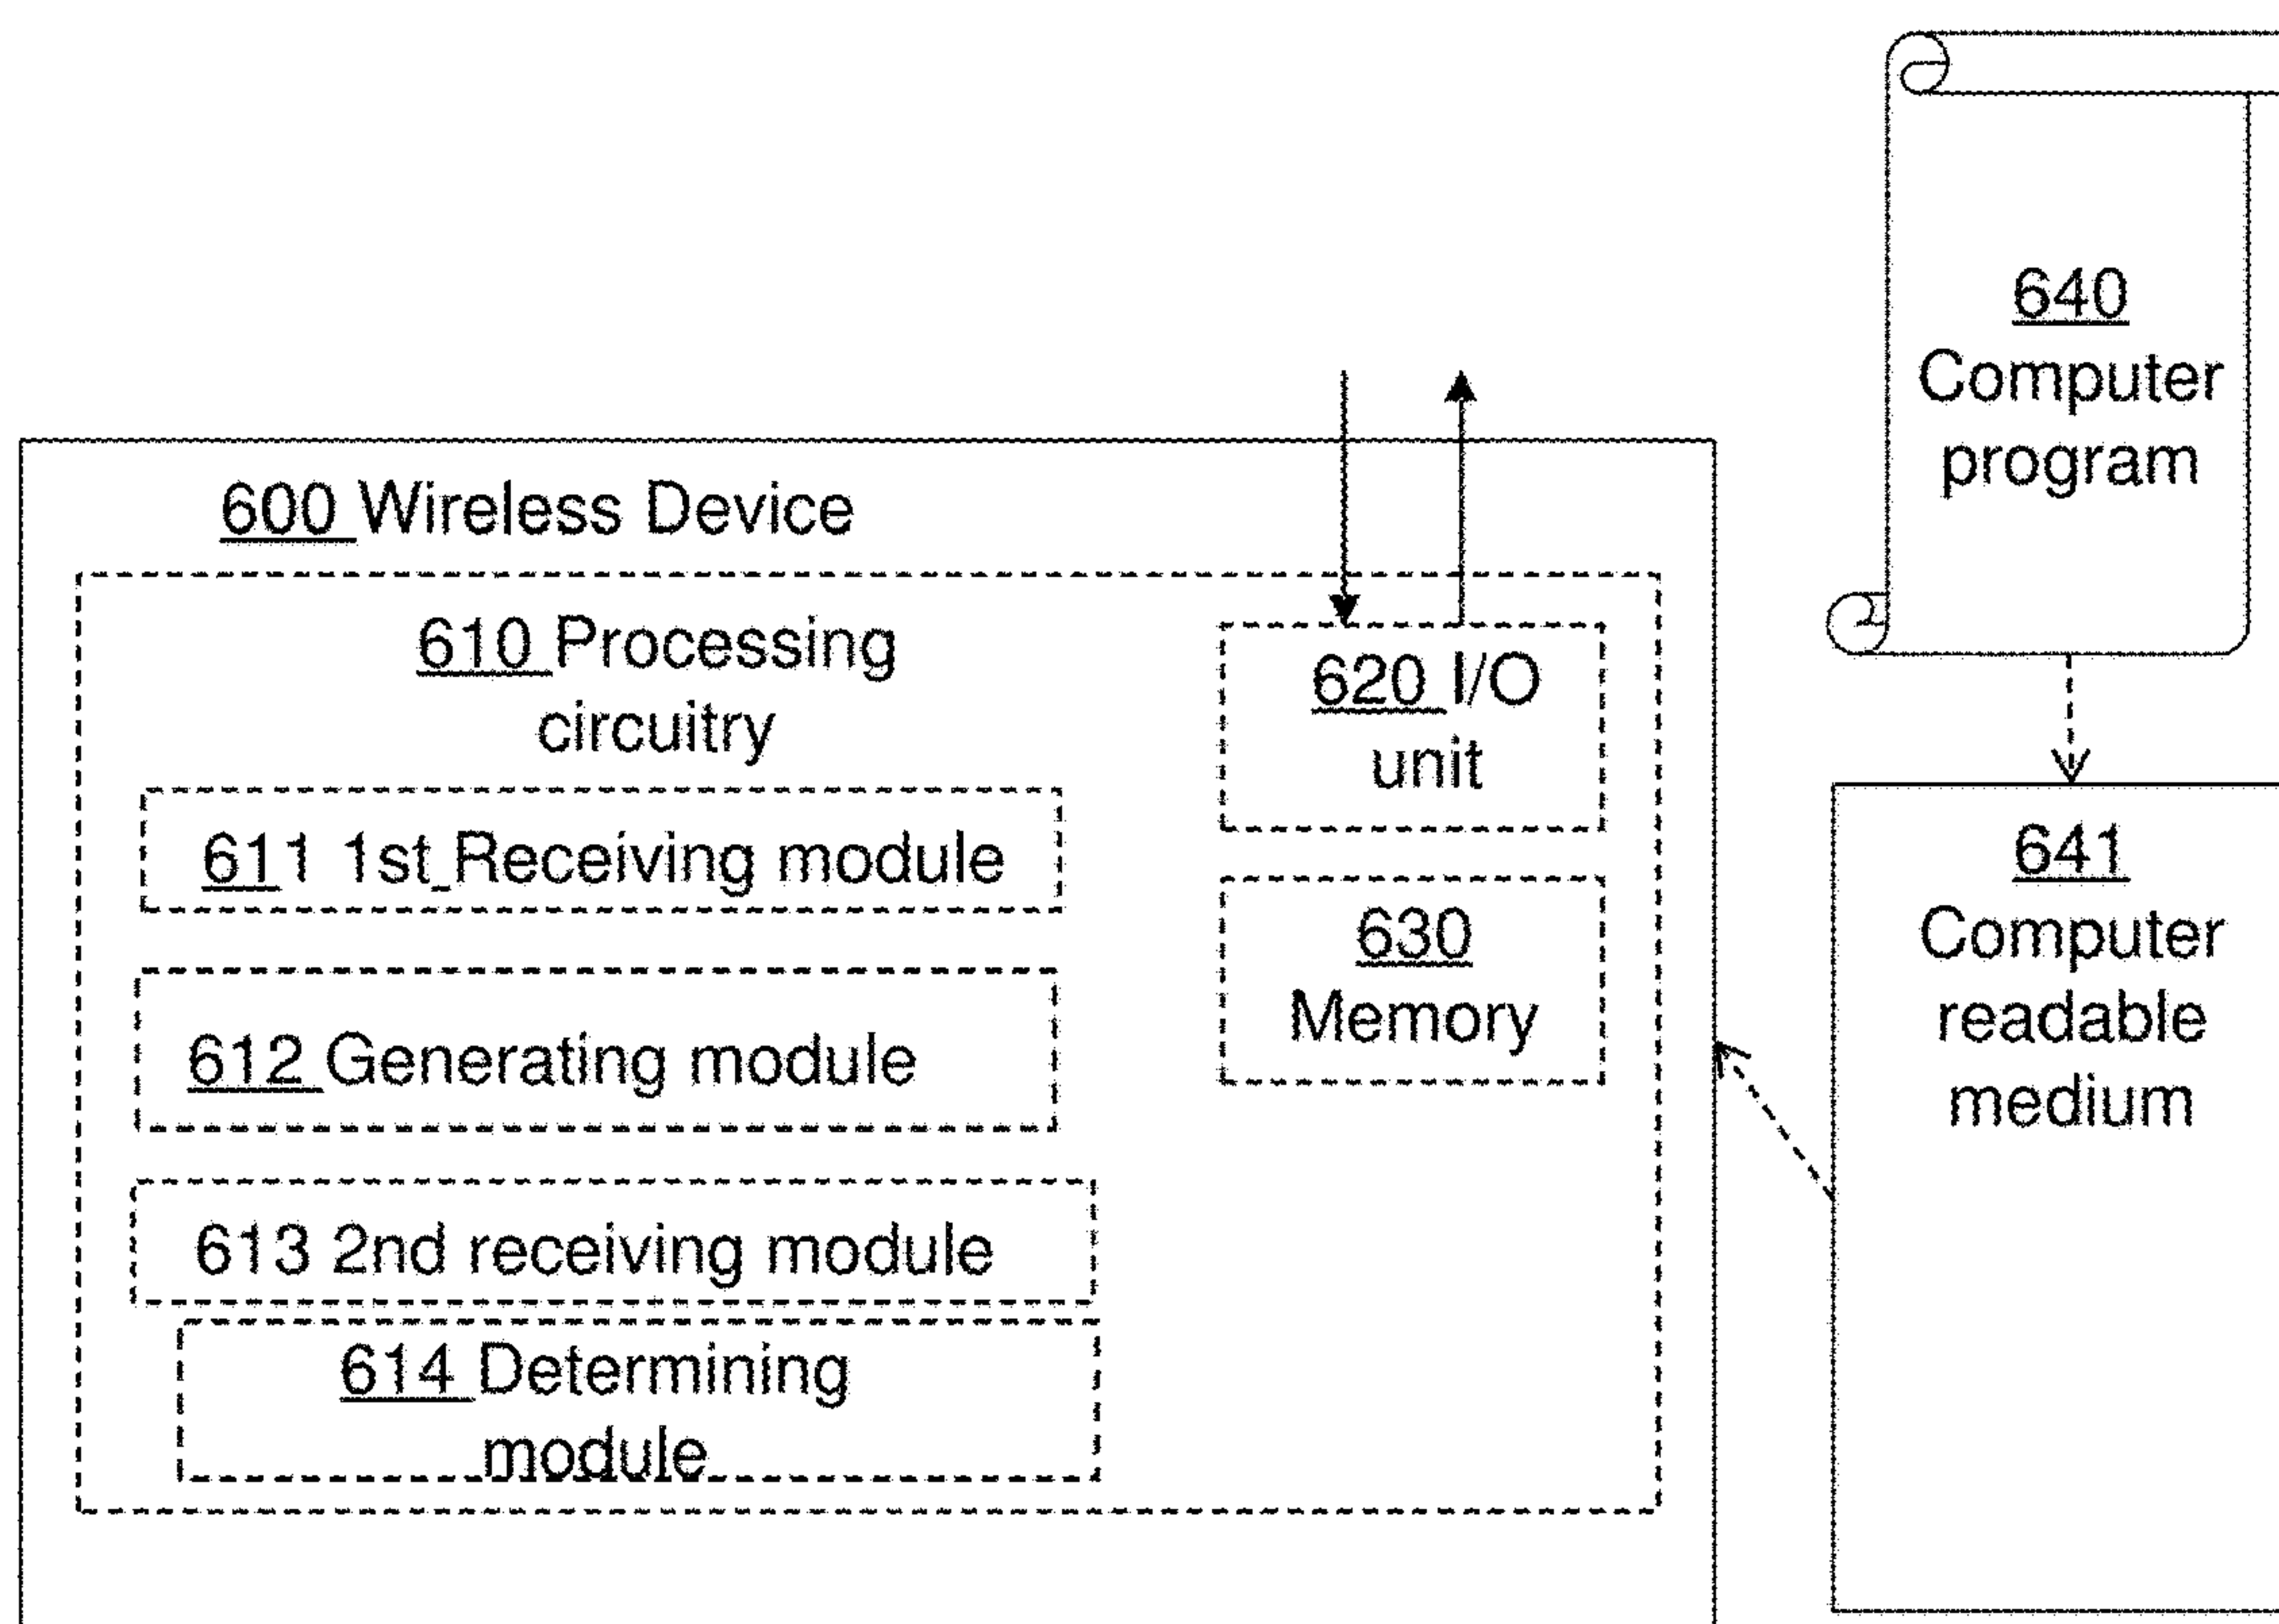 640
Computer
program
600 Wireless Device
610 Processing
circuitry
620 I/O
unit
611 1st Receiving module
630
Memory
612 Generating module
613 2nd receiving module
614 Determining
module
641
Computer
readable
medium